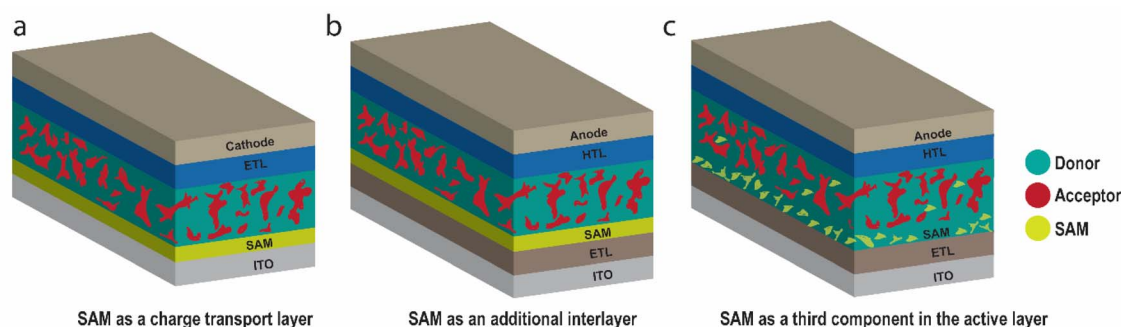 a
Cathode
ETL
SAM
ITO
SAM as a charge transport layer
b
Anode
HTL
SAM
ETL
ITO
SAM as an additional interlayer
c
Anode
HTL
SAM
ETL
ITO
SAM as a third component in the active layer
Donor
Acceptor
SAM